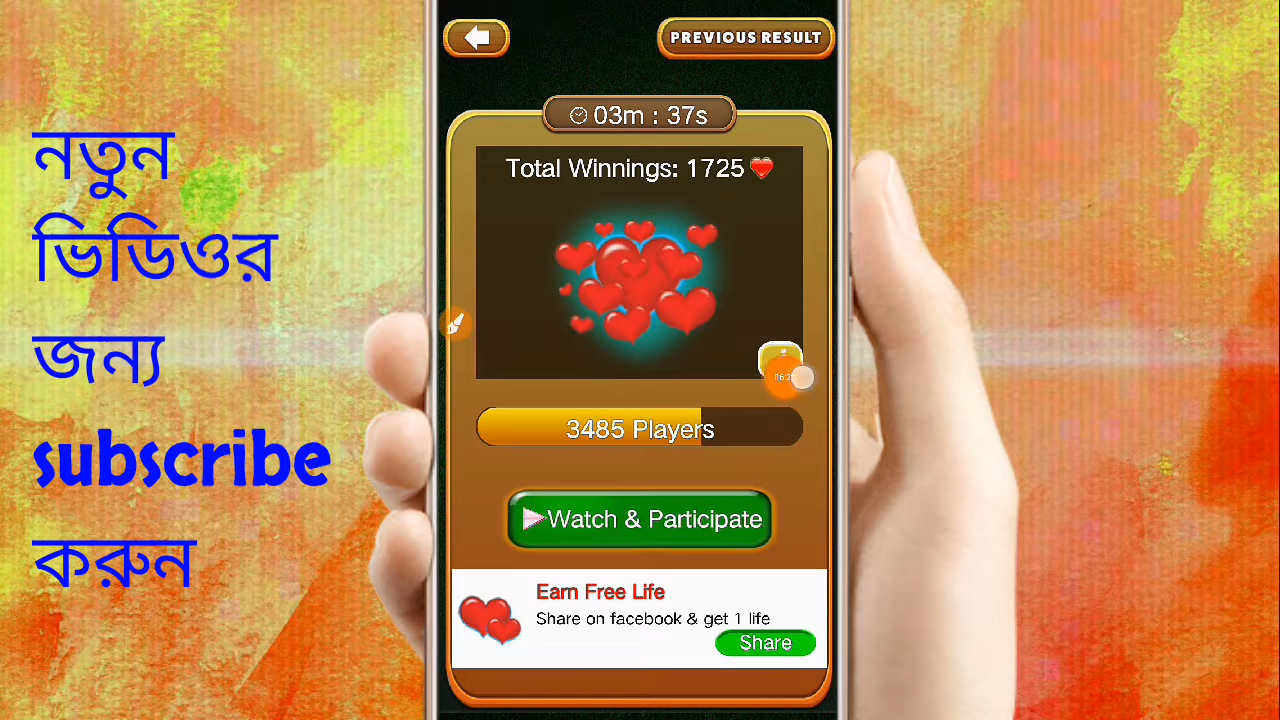 নতুন
ভিডিওর
জন্য
subscribe
করুন
PREVIOUS RESULT
03m : 37s
Total Winnings: 1725
3485 Players
Watch & Participate
Earn Free Life
Share on facebook & get 1 life
Share